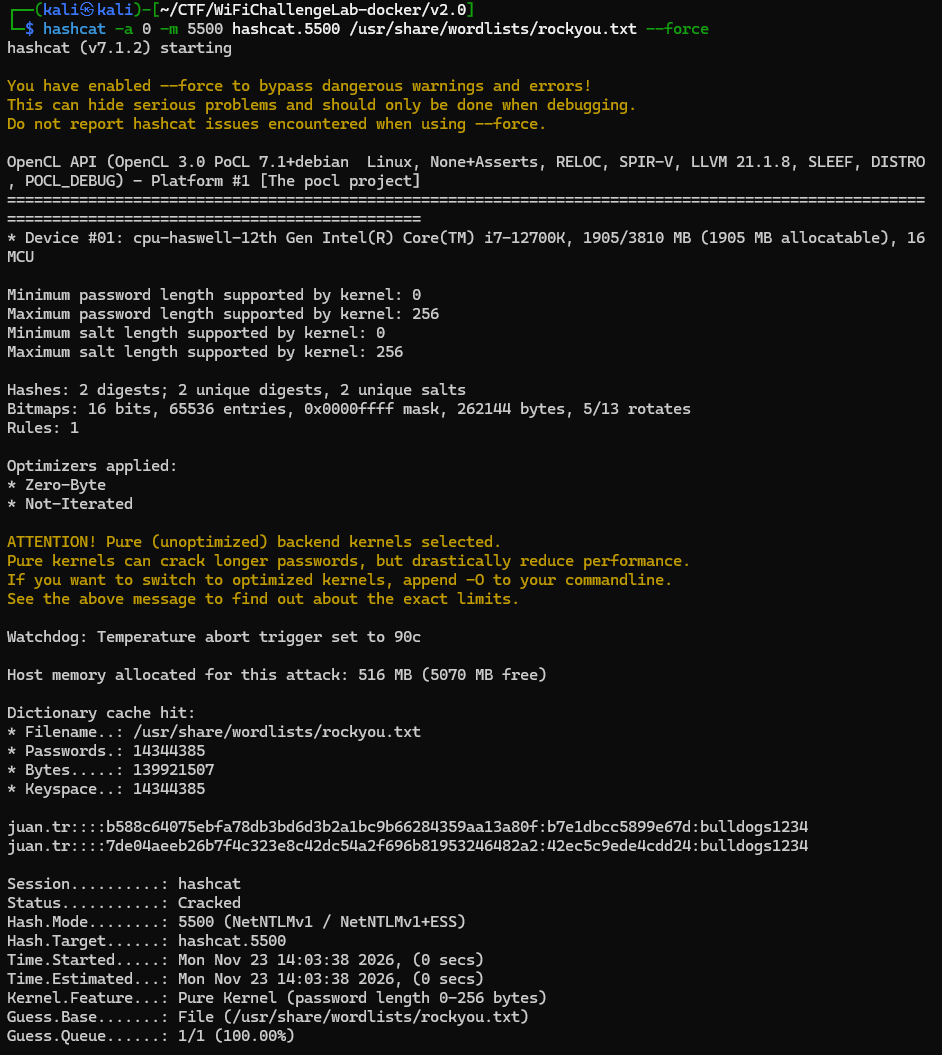 ┌──(kali㉿kali)-[~/CTF/WiFiChallengeLab-docker/v2.0]
└─$ hashcat -a 0 -m 5500 hashcat.5500 /usr/share/wordlists/rockyou.txt --force
hashcat (v7.1.2) starting
You have enabled --force to bypass dangerous warnings and errors!
This can hide serious problems and should only be done when debugging.
Do not report hashcat issues encountered when using --force.
OpenCL API (OpenCL 3.0 PoCL 7.1+debian  Linux, None+Asserts, RELOC, SPIR-V, LLVM 21.1.8, SLEEF, DISTRO
, POCL_DEBUG) - Platform #1 [The pocl project]
======================================================================================================
==============================================
* Device #01: cpu-haswell-12th Gen Intel(R) Core(TM) i7-12700K, 1905/3810 MB (1905 MB allocatable), 16
MCU
Minimum password length supported by kernel: 0
Maximum password length supported by kernel: 256
Minimum salt length supported by kernel: 0
Maximum salt length supported by kernel: 256
Hashes: 2 digests; 2 unique digests, 2 unique salts
Bitmaps: 16 bits, 65536 entries, 0x0000ffff mask, 262144 bytes, 5/13 rotates
Rules: 1
Optimizers applied:
* Zero-Byte
* Not-Iterated
ATTENTION! Pure (unoptimized) backend kernels selected.
Pure kernels can crack longer passwords, but drastically reduce performance.
If you want to switch to optimized kernels, append -O to your commandline.
See the above message to find out about the exact limits.
Watchdog: Temperature abort trigger set to 90c
Host memory allocated for this attack: 516 MB (5070 MB free)
Dictionary cache hit:
* Filename..: /usr/share/wordlists/rockyou.txt
* Passwords.: 14344385
* Bytes.....: 139921507
* Keyspace..: 14344385
juan.tr::::b588c64075ebfa78db3bd6d3b2a1bc9b66284359aa13a80f:b7e1dbcc5899e67d:bulldogs1234
juan.tr::::7de04aeeb26b7f4c323e8c42dc54a2f696b81953246482a2:42ec5c9ede4cdd24:bulldogs1234
Session..........: hashcat
Status...........: Cracked
Hash.Mode........: 5500 (NetNTLMv1 / NetNTLMv1+ESS)
Hash.Target......: hashcat.5500
Time.Started.....: Mon Nov 23 14:03:38 2026, (0 secs)
Time.Estimated...: Mon Nov 23 14:03:38 2026, (0 secs)
Kernel.Feature...: Pure Kernel (password length 0-256 bytes)
Guess.Base.......: File (/usr/share/wordlists/rockyou.txt)
Guess.Queue......: 1/1 (100.00%)